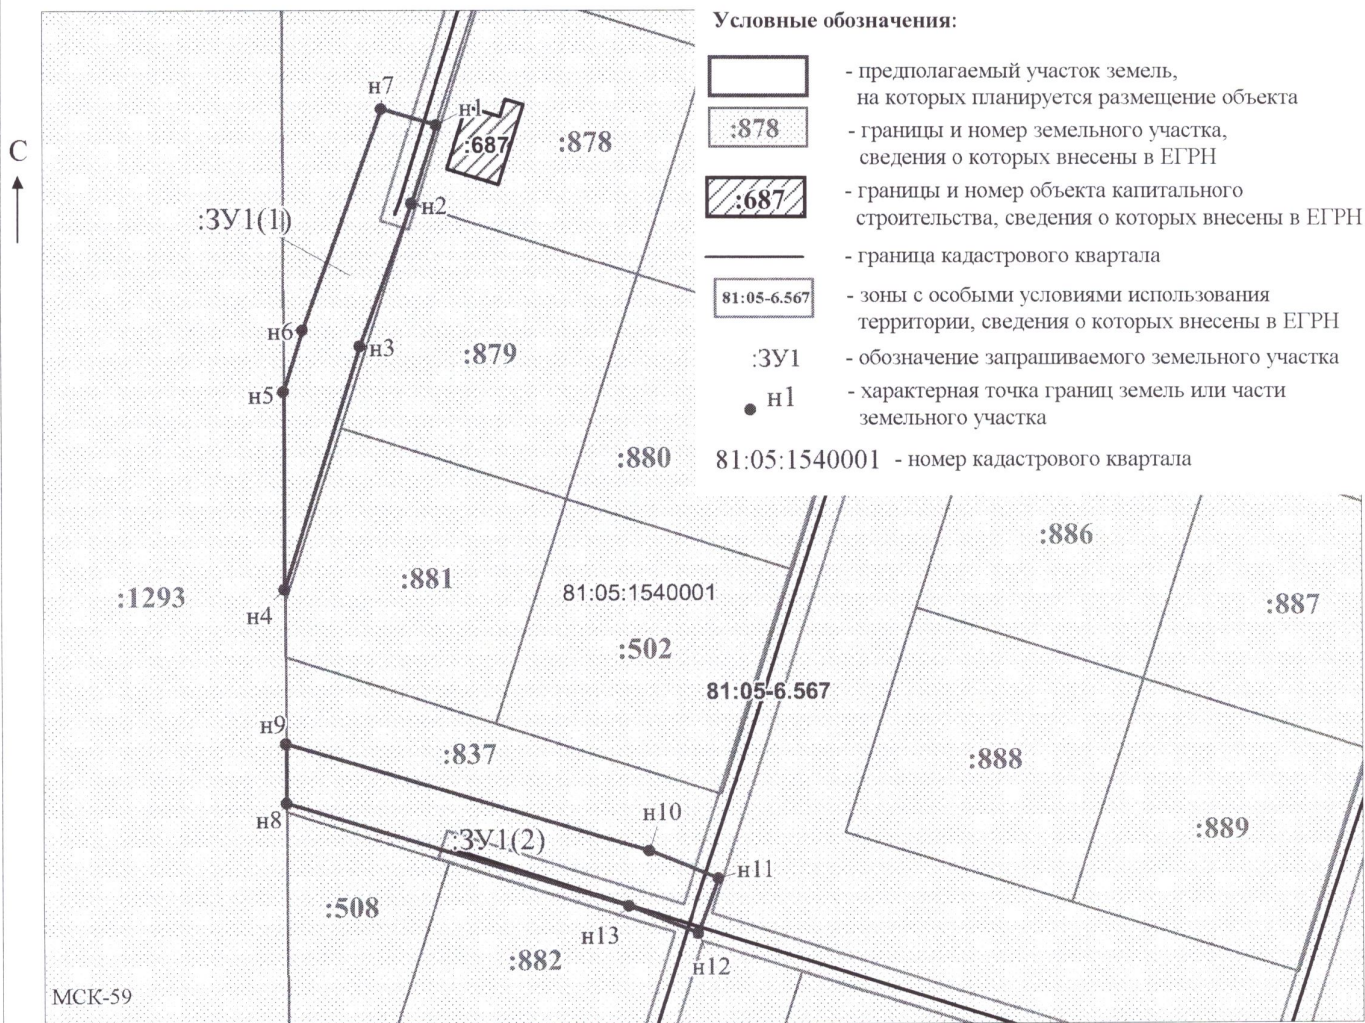 Условные обозначения:
- предполагаемый участок земель,
на которых планируется размещение объекта
:878
- границы и номер земельного участка,
сведения о которых внесены в ЕГРН
:687
- границы и номер объекта капитального
строительства, сведения о которых внесены в ЕГРН
- граница кадастрового квартала
81:05-6.567
- зоны с особыми условиями использования
территории, сведения о которых внесены в ЕГРН
:ЗУ1
- обозначение запрашиваемого земельного участка
н1
- характерная точка границ земель или части
земельного участка
81:05:1540001 - номер кадастрового квартала
С
н7
н1
:687
:878
н2
:ЗУ1(1)
н6
н3
:879
н5
:880
:886
:881
81:05:1540001
:1293
н4
:887
:502
81:05-6.567
н9
:837
:888
н8
н10
:ЗУ1(2)
:889
н11
:508
н13
:882
н12
МСК-59